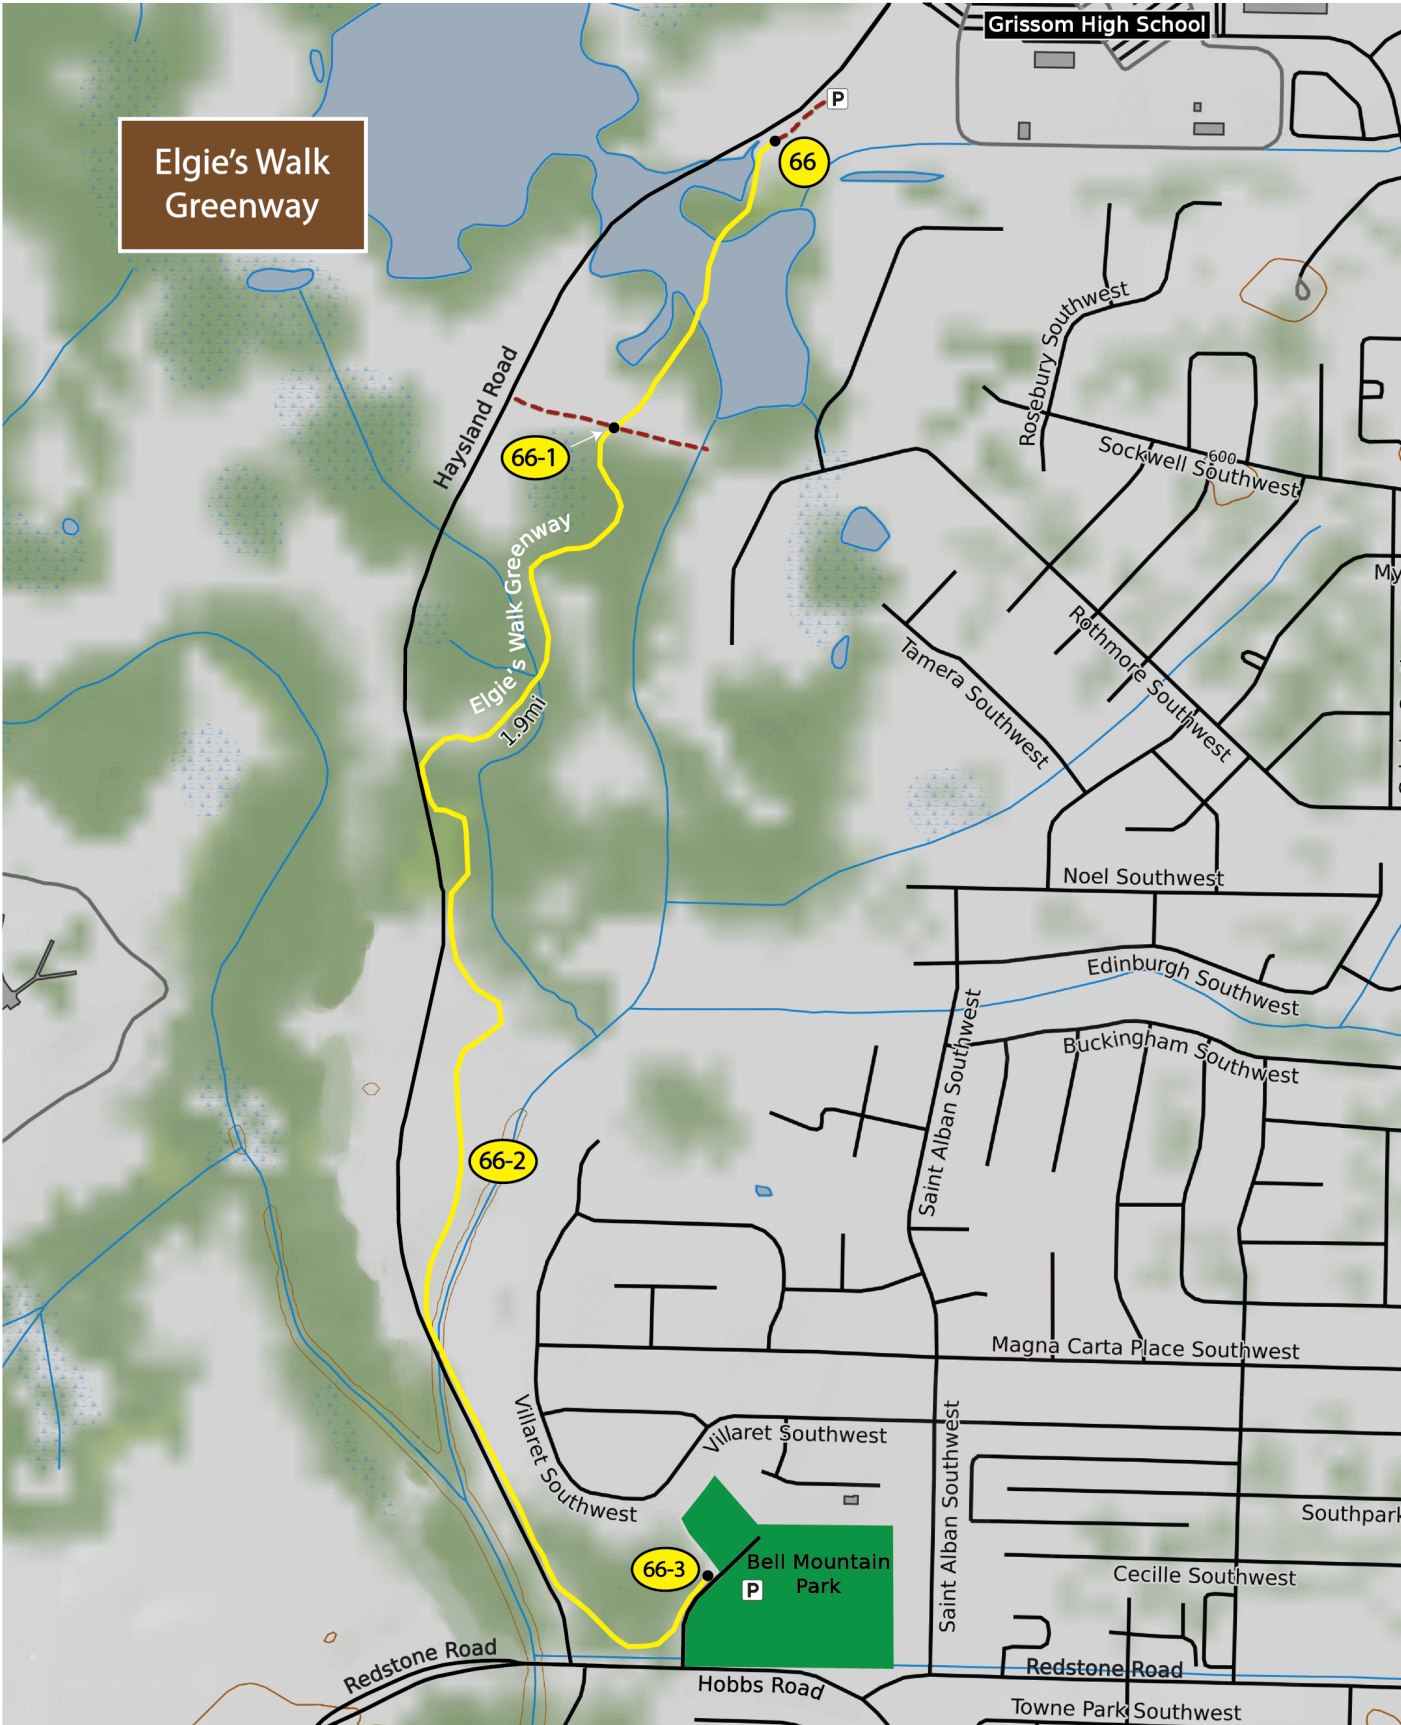 Grissom High School
P
Elgie's Walk
Greenway
66
Rosebury Southwest
Haysland Road
66-1
Sockwell Southwest
600
Elgie's Walk Greenway
1.9mi
My
Rothmore Southwest
Tamera Southwest
Noel Southwest
Edinburgh Southwest
Buckingham Southwest
Saint Alban Southwest
66-2
Magna Carta Place Southwest
Villaret Southwest
Villaret Southwest
Saint Alban Southwest
Southpark
66-3
Bell Mountain
Park
P
Cecille Southwest
Redstone Road
Redstone Road
Hobbs Road
Towne Park Southwest